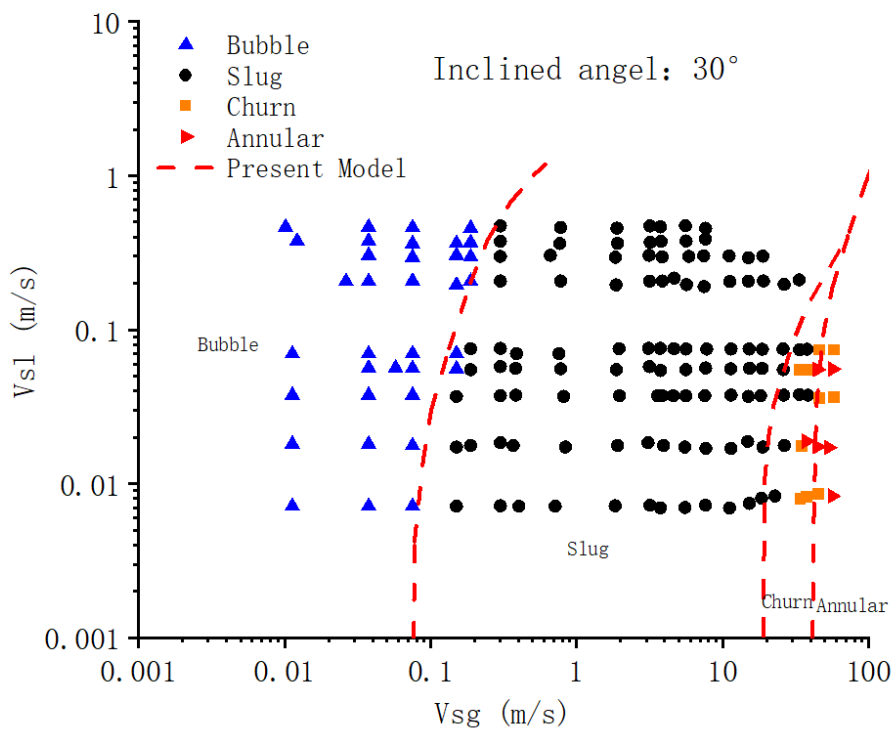 10
Bubble
Slug
Churn
Annular
Present Model
Inclined angel: 30°
1
0.1
0.01
0.001
Vsl (m/s)
Bubble
Slug
Churn
Annular
0.001
0.01
0.1
1
10
100
Vsg (m/s)